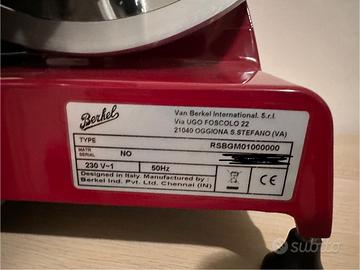 Berkel
Van Berkel International. S.r.l.
Via UGO FOSCOLO 22
21040 OGGIONA S.STEFANO (VA)
TYPE RSBGM01000000
MATR
SERIAL NO
230 V~1 50Hz
Designed in Italy. Manufactured by :
Berkel Ind. Pvt. Ltd. Chennai (IN)
CE
subito